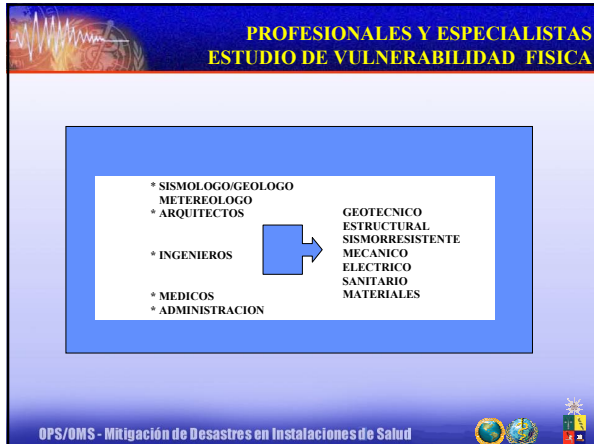 PROFESIONALES Y ESPECIALISTAS
ESTUDIO DE VULNERABILIDAD FISICA
* SISMOLOGO/GEOLOGO
METEREOLOGO
* ARQUITECTOS
* INGENIEROS
* MEDICOS
* ADMINISTRACION
GEOTECNICO
ESTRUCTURAL
SISMORRESISTENTE
MECANICO
ELECTRICO
SANITARIO
MATERIALES
OPS/OMS - Mitigación de Desastres en Instalaciones de Salud